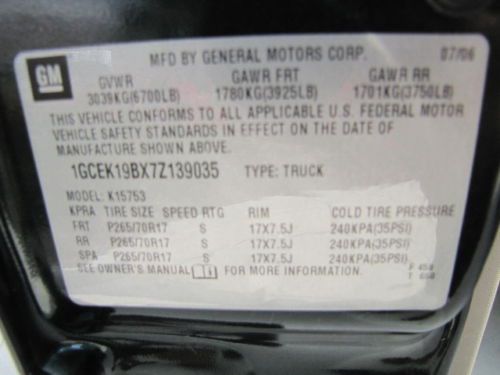 MFD BY GENERAL MOTORS CORP. 07/06
GM
GVWR GAWR FRT GAWR RR
3039KG(6700LB) 1780KG(3925LB) 1701KG(3750LB)
THIS VEHICLE CONFORMS TO ALL APPLICABLE U.S. FEDERAL MOTOR
VEHICLE SAFETY STANDARDS IN EFFECT ON THE DATE OF
MANUFACTURE SHOWN ABOVE.
1GCEK19BX7Z139035 TYPE: TRUCK
MODEL: K15753
KPRA TIRE SIZE SPEED RTG RIM COLD TIRE PRESSURE
FRT P265/70R17 S 17X7.5J 240KPA(35PSI)
RR P265/70R17 S 17X7.5J 240KPA(35PSI)
SPA P265/70R17 S 17X7.5J 240KPA(35PSI)
SEE OWNER'S MANUAL FOR MORE INFORMATION.